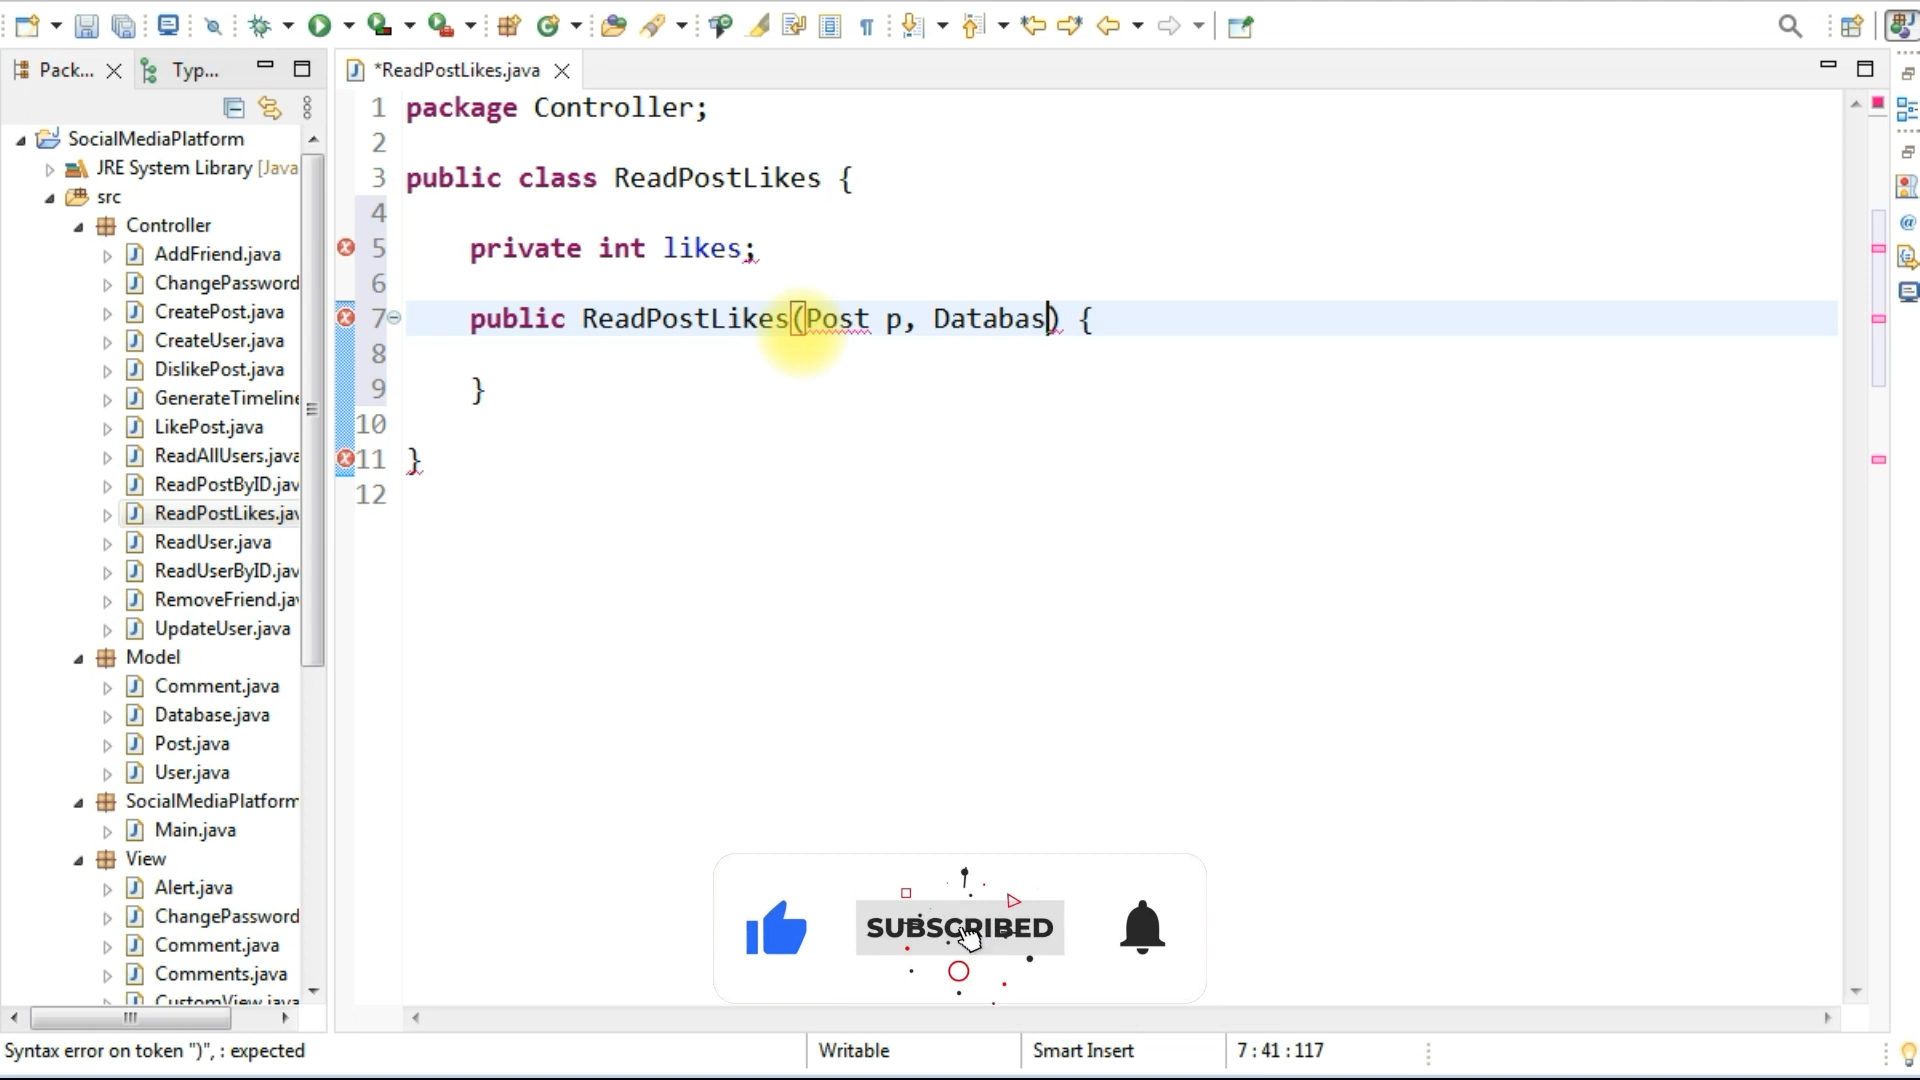 Pack...
Typ...
*ReadPostLikes.java
SocialMediaPlatform
JRE System Library [Java
src
Controller
AddFriend.java
ChangePassword
CreatePost.java
CreateUser.java
DislikePost.java
GenerateTimeline
LikePost.java
ReadAllUsers.java
ReadPostByID.jav
ReadPostLikes.jav
ReadUser.java
ReadUserByID.jav
RemoveFriend.jav
UpdateUser.java
Model
Comment.java
Database.java
Post.java
User.java
SocialMediaPlatform
Main.java
View
Alert.java
ChangePassword
Comment.java
Comments.java
CustomView.java
1 package Controller;
2
3 public class ReadPostLikes {
4
5 private int likes;
6
7 public ReadPostLikes(Post p, Databas) {
8
9 }
10
11 }
12
SUBSCRIBED
Syntax error on token ")", : expected
Writable
Smart Insert
7 : 41 : 117